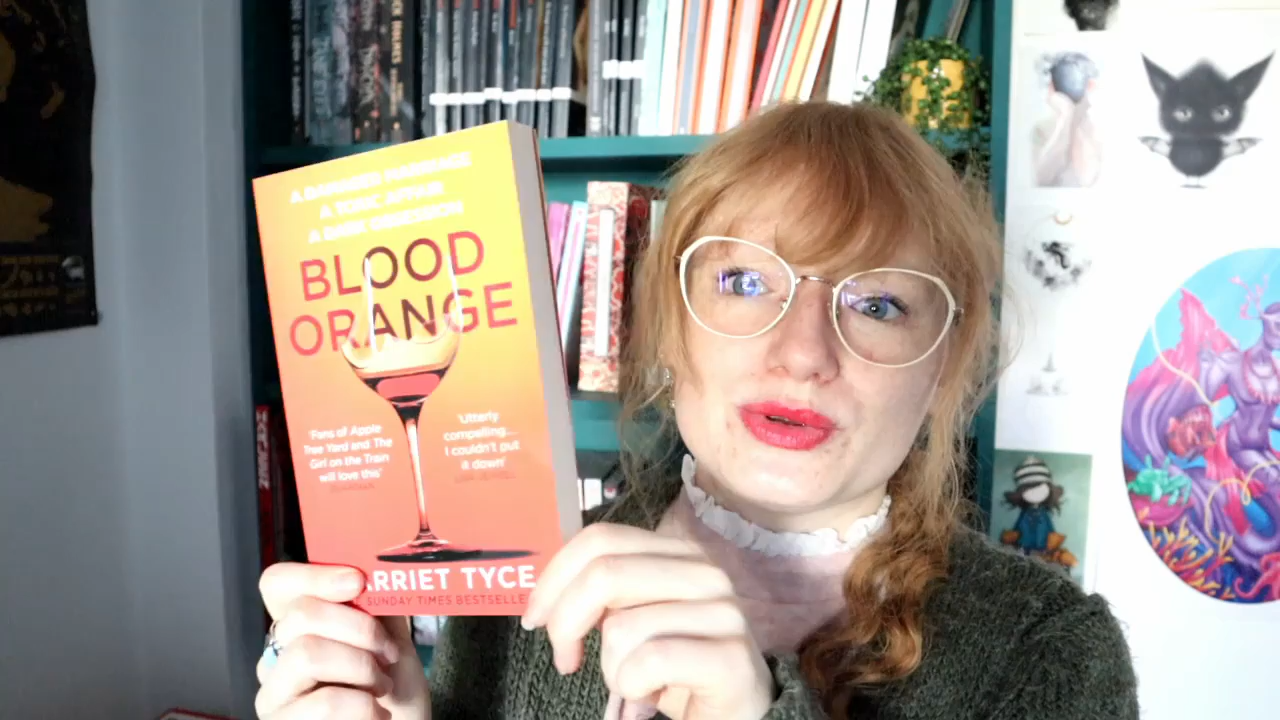 A DAMAGED MARRIAGE
A TOXIC AFFAIR
A DARK OBSESSION
BLOOD
ORANGE
'Fans of Apple
Tree Yard and The
Girl on the Train
will love this'
'Utterly
compelling...
I couldn't put
it down'
ARRIET TYCE
SUNDAY TIMES BESTSELLE